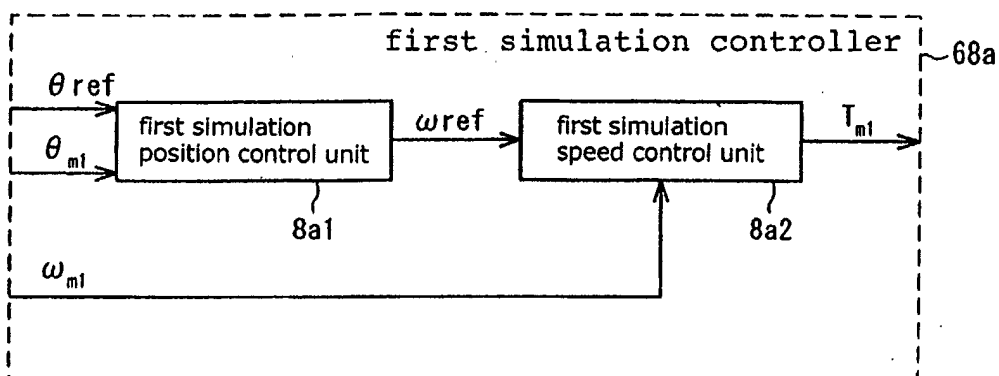 first simulation controller
68a
θref
θm1
first simulation
position control unit
ωref
first simulation
speed control unit
Tm1
8a1
8a2
ωm1